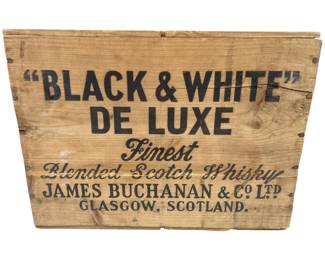 "BLACK & WHITE"
DE LUXE
Finest
Blended Scotch Whisky
JAMES BUCHANAN & Co. LTD
GLASGOW, SCOTLAND.